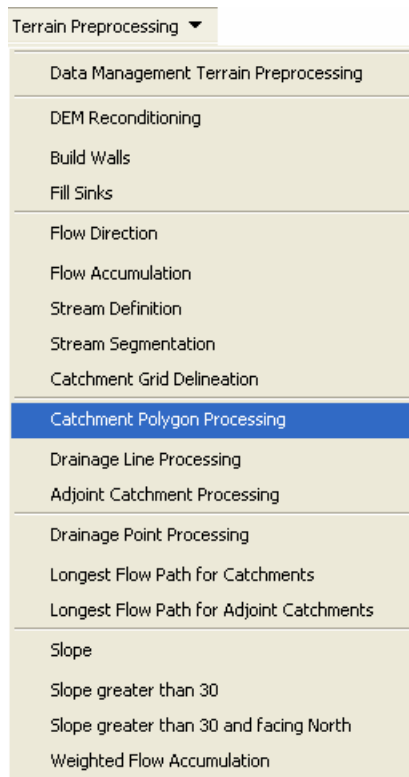 Terrain Preprocessing
Data Management Terrain Preprocessing
DEM Reconditioning
Build Walls
Fill Sinks
Flow Direction
Flow Accumulation
Stream Definition
Stream Segmentation
Catchment Grid Delineation
Catchment Polygon Processing
Drainage Line Processing
Adjoint Catchment Processing
Drainage Point Processing
Longest Flow Path for Catchments
Longest Flow Path for Adjoint Catchments
Slope
Slope greater than 30
Slope greater than 30 and facing North
Weighted Flow Accumulation